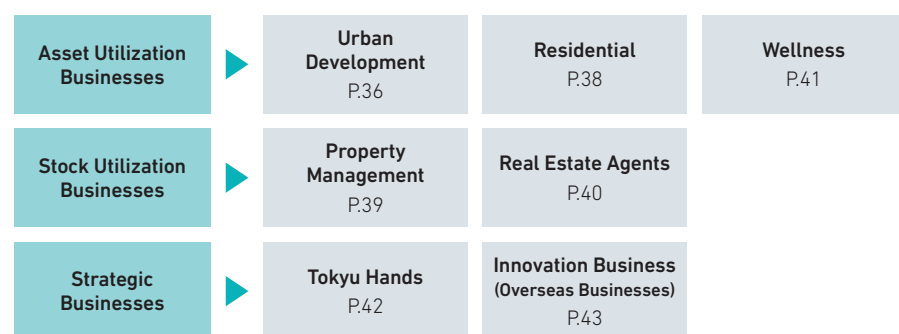 Asset Utilization
Businesses
Urban
Development
P.36
Residential
P.38
Wellness
P.41
Stock Utilization
Businesses
Property
Management
P.39
Real Estate Agents
P.40
Strategic
Businesses
Tokyu Hands
P.42
Innovation Business
(Overseas Businesses)
P.43